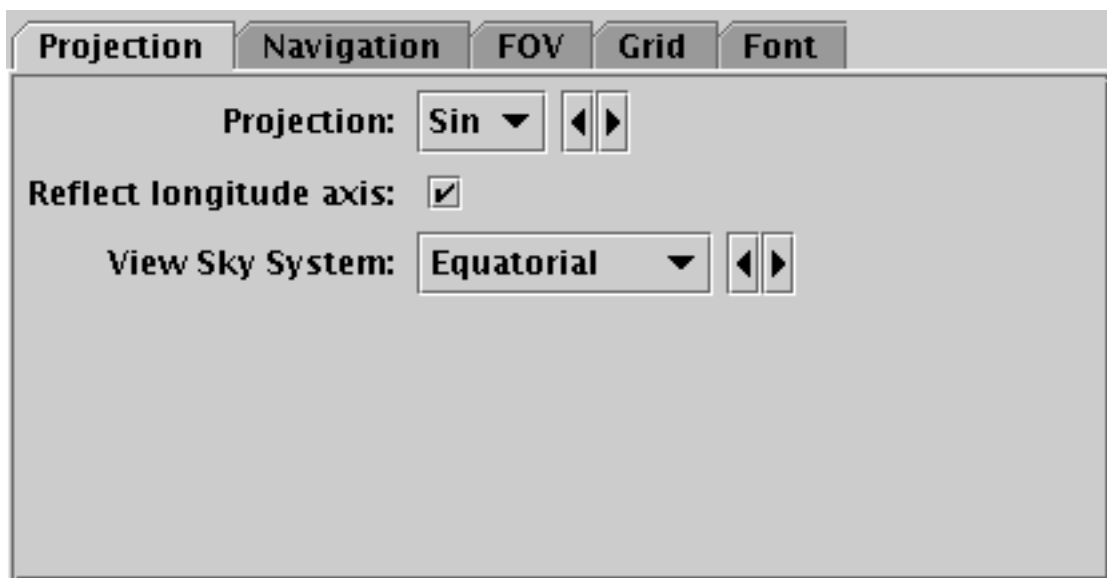 Projection Navigation FOV Grid Font
Projection: Sin
Reflect longitude axis:
View Sky System: Equatorial